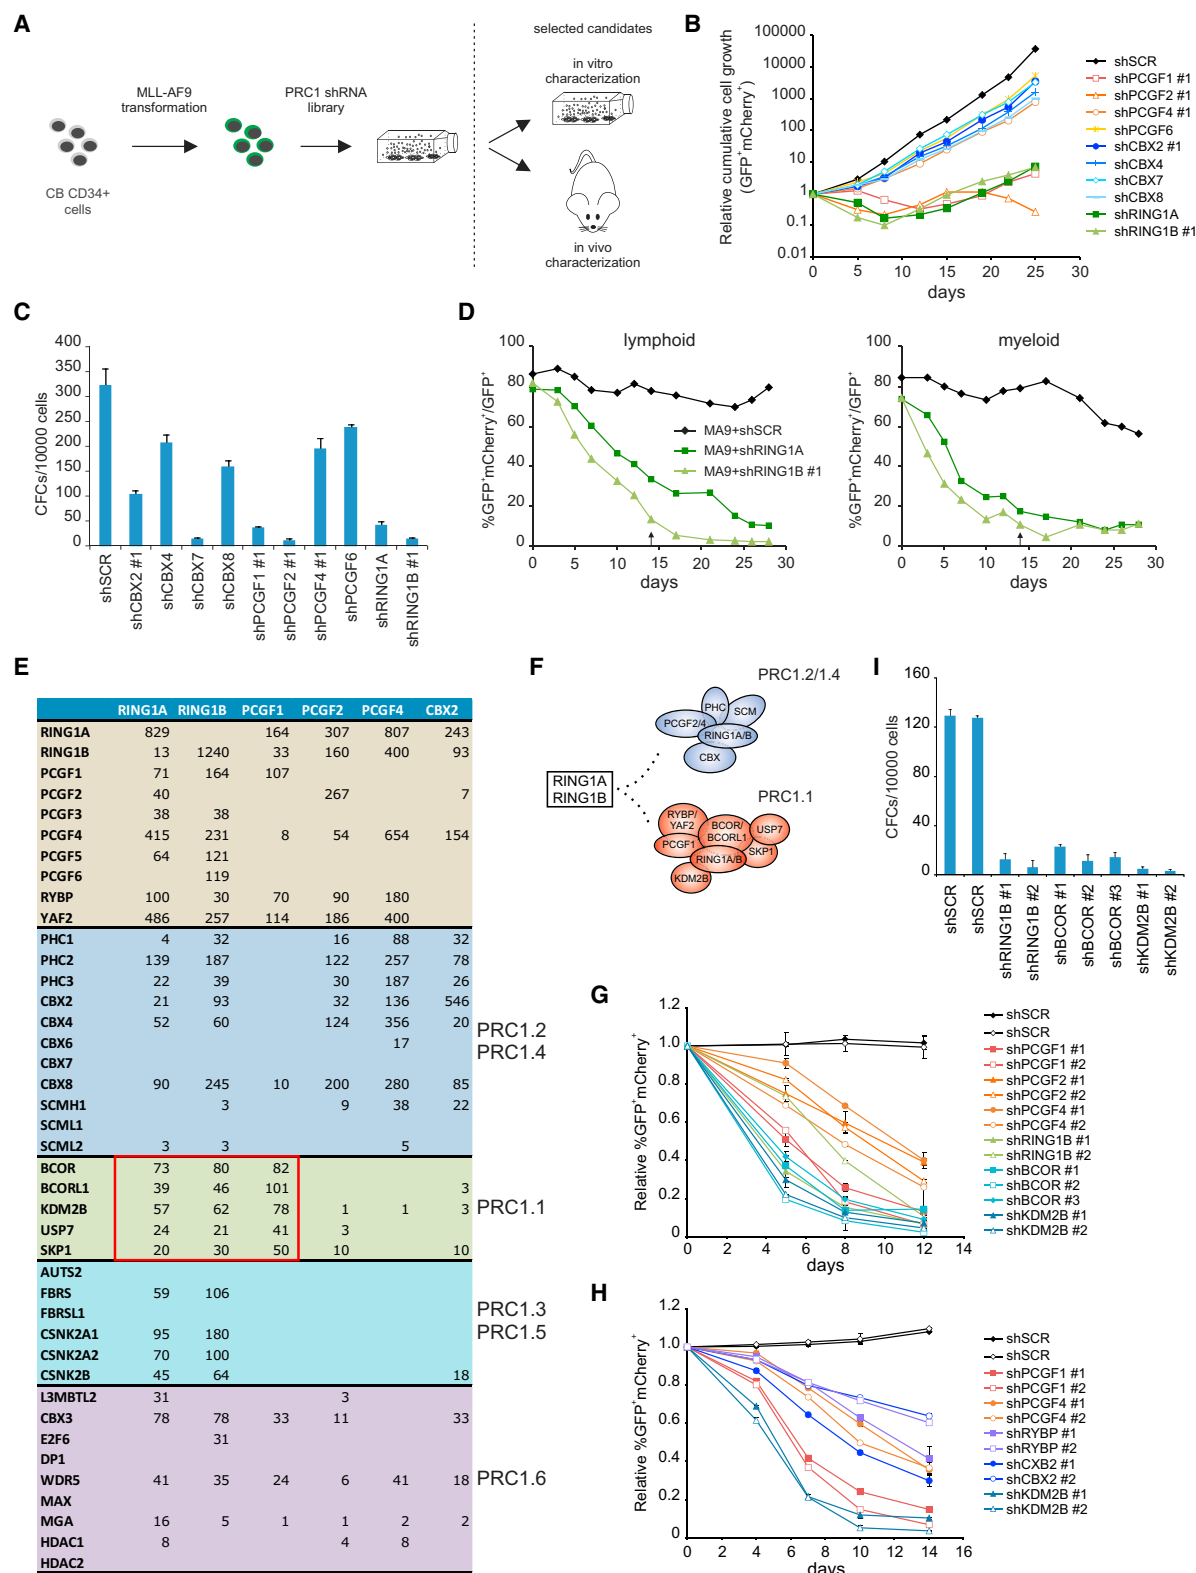 A
selected candidates
MLL-AF9
transformation
PRC1 shRNA
library
CB CD34+
cells
in vitro
characterization
in vivo
characterization
B
Relative cumulative cell growth
(GFP+mCherry+)
100000
10000
1000
100
10
1
0.1
0.01
0 5 10 15 20 25 30
days
shSCR
shPCGF1 #1
shPCGF2 #1
shPCGF4 #1
shPCGF6
shCBX2 #1
shCBX4
shCBX7
shCBX8
shRING1A
shRING1B #1
C
CFCs/10000 cells
400
350
300
250
200
150
100
50
0
shSCR
shCBX2 #1
shCBX4
shCBX7
shCBX8
shPCGF1 #1
shPCGF2 #1
shPCGF4 #1
shPCGF6
shRING1A
shRING1B #1
D
lymphoid
%GFP+mCherry+/GFP+
100
80
60
40
20
0
MA9+shSCR
MA9+shRING1A
MA9+shRING1B #1
0 5 10 15 20 25 30
days
myeloid
%GFP+mCherry+/GFP+
100
80
60
40
20
0
0 5 10 15 20 25 30
days
E
RING1A RING1B PCGF1 PCGF2 PCGF4 CBX2
RING1A 829 164 307 807 243
RING1B 13 1240 33 160 400 93
PCGF1 71 164 107
PCGF2 40 267 7
PCGF3 38 38
PCGF4 415 231 8 54 654 154
PCGF5 64 121
PCGF6 119
RYBP 100 30 70 90 180
YAF2 486 257 114 186 400
PHC1 4 32 16 88 32
PHC2 139 187 122 257 78
PHC3 22 39 30 187 26
CBX2 21 93 32 136 546
CBX4 52 60 124 356 20
CBX6 17
CBX7
CBX8 90 245 10 200 280 85
SCMH1 3 9 38 22
SCML1
SCML2 3 3 5
PRC1.2
PRC1.4
BCOR 73 80 82
BCORL1 39 46 101 3
KDM2B 57 62 78 1 1 3
USP7 24 21 41 3
SKP1 20 30 50 10 10
PRC1.1
AUTS2
FBRS 59 106
FBRSL1
CSNK2A1 95 180
CSNK2A2 70 100
CSNK2B 45 64 18
PRC1.3
PRC1.5
L3MBTL2 31 3
CBX3 78 78 33 11 33
E2F6 31
DP1
WDR5 41 35 24 6 41 18
MAX
MGA 16 5 1 1 2 2
HDAC1 8 4 8
HDAC2
PRC1.6
F
PRC1.2/1.4
PHC
SCM
PCGF2/4
RING1A/B
CBX
RING1A
RING1B
PRC1.1
RYBP/
YAF2
BCOR/
BCORL1
USP7
PCGF1
SKP1
RING1A/B
KDM2B
I
CFCs/10000 cells
160
120
80
40
0
shSCR
shSCR
shRING1B #1
shRING1B #2
shBCOR #1
shBCOR #2
shBCOR #3
shKDM2B #1
shKDM2B #2
G
Relative %GFP+mCherry+
1.2
1.0
0.8
0.6
0.4
0.2
0
0 2 4 6 8 10 12 14
days
shSCR
shSCR
shPCGF1 #1
shPCGF1 #2
shPCGF2 #1
shPCGF2 #2
shPCGF4 #1
shPCGF4 #2
shRING1B #1
shRING1B #2
shBCOR #1
shBCOR #2
shBCOR #3
shKDM2B #1
shKDM2B #2
H
Relative %GFP+mCherry+
1.2
1.0
0.8
0.6
0.4
0.2
0
0 2 4 6 8 10 12 14 16
days
shSCR
shSCR
shPCGF1 #1
shPCGF1 #2
shPCGF4 #1
shPCGF4 #2
shRYBP #1
shRYBP #2
shCXB2 #1
shCBX2 #2
shKDM2B #1
shKDM2B #2